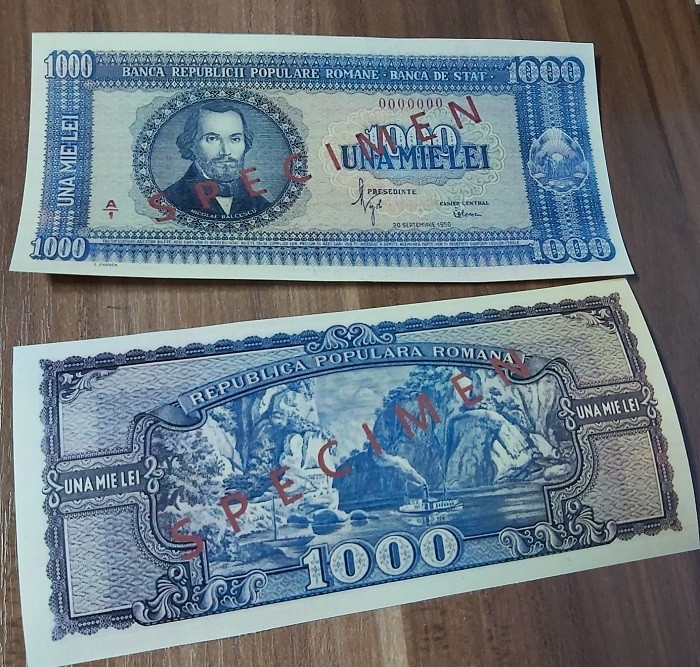 1000
BANCA REPUBLICII POPULARE ROMANE - BANCA DE STAT -
1000
0000000
1000
UNA MIE LEI
UNA MIE LEI
SPECIMEN
PRESEDINTE
CASIER CENTRAL
A/1
NICOLAE BALCESCU
20 SEPTEMVRIE 1950
1000
1000
REPUBLICA POPULARA ROMANA
UNA MIE LEI
UNA MIE LEI
SPECIMEN
1000